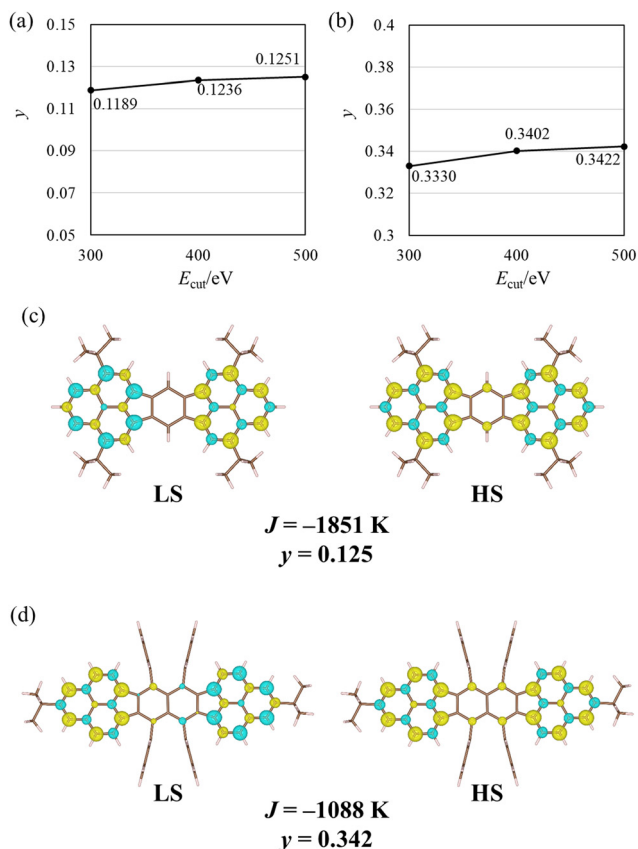 (a)
0.15
0.13
0.11
0.09
0.07
0.05
y
0.1189
0.1236
0.1251
300
400
500
E_cut/eV
(b)
0.4
0.38
0.36
0.34
0.32
0.3
y
0.3330
0.3402
0.3422
300
400
500
E_cut/eV
(c)
LS
HS
J = –1851 K
y = 0.125
(d)
LS
HS
J = –1088 K
y = 0.342